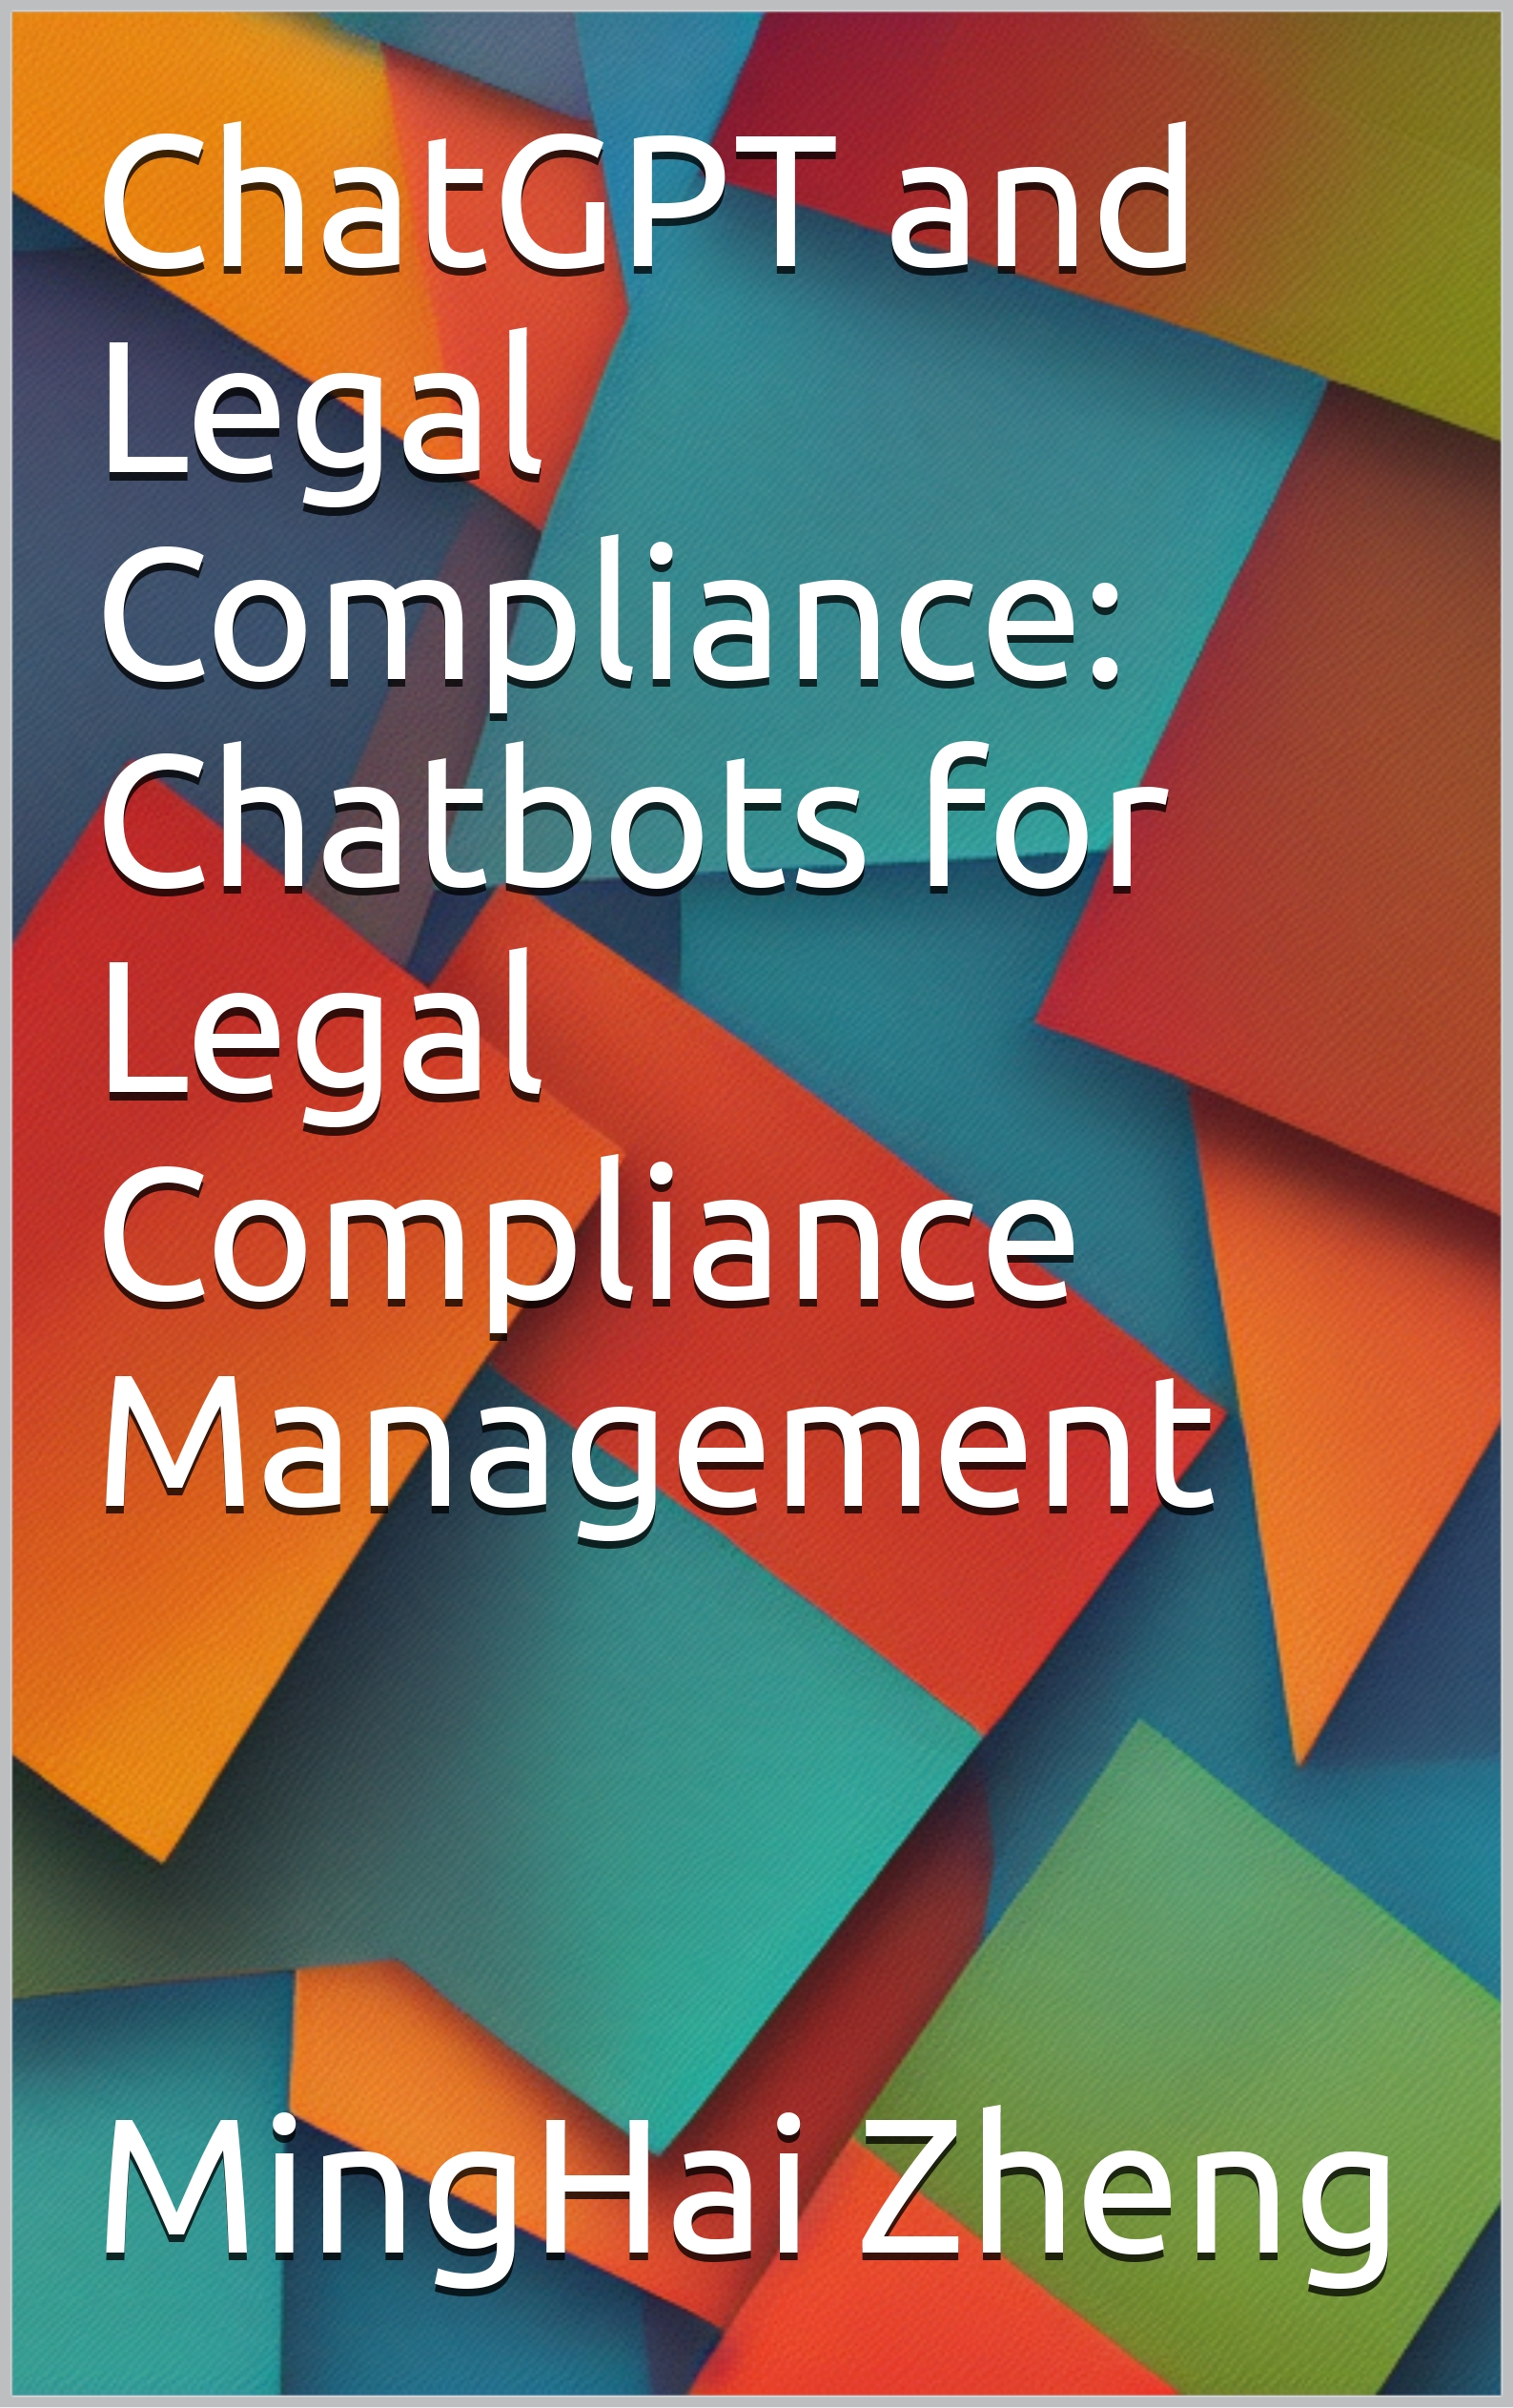 ChatGPT and
Legal
Compliance:
Chatbots for
Legal
Compliance
Management
MingHai Zheng